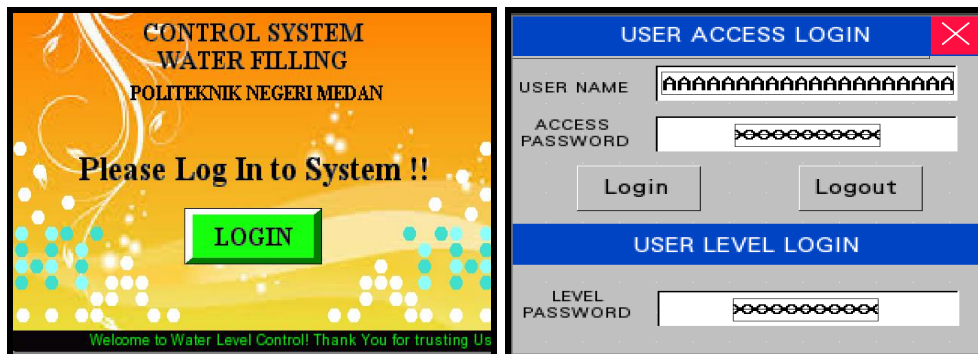 CONTROL SYSTEM
WATER FILLING
POLITEKNIK NEGERI MEDAN
Please Log In to System !!
LOGIN
Welcome to Water Level Control! Thank You for trusting Us
USER ACCESS LOGIN
USER NAME
AAAAAAAAAAAAAAAAAAAA
ACCESS
PASSWORD
Login
Logout
USER LEVEL LOGIN
LEVEL
PASSWORD